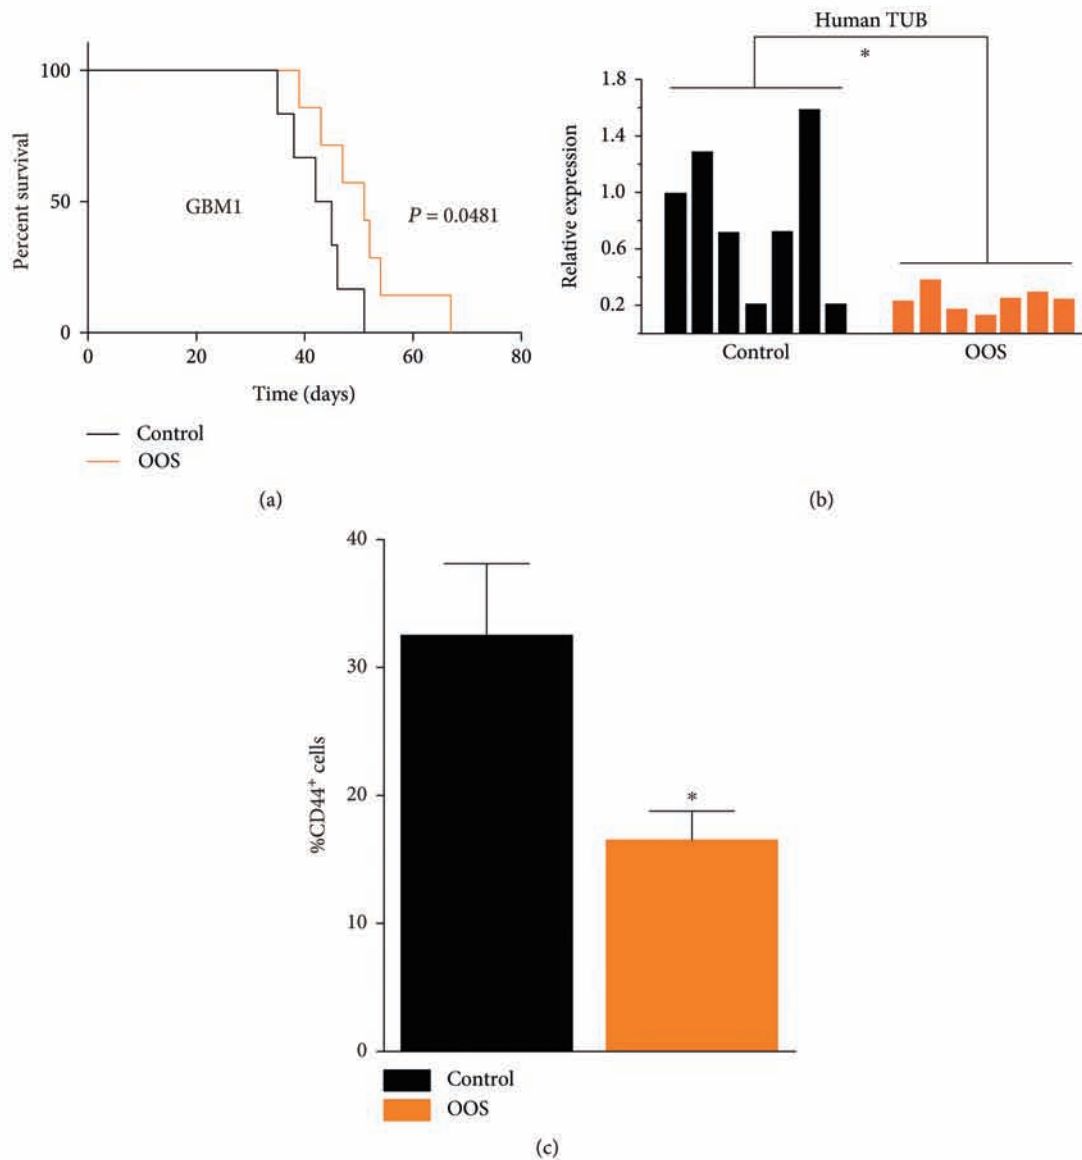 Percent survival
100
50
0
GBM1
P = 0.0481
0 20 40 60 80
Time (days)
Control
OOS
(a)
Human TUB
*
Relative expression
1.8
1.4
1.0
0.6
0.2
Control OOS
(b)
%CD44⁺ cells
40
30
20
10
0
*
Control
OOS
(c)